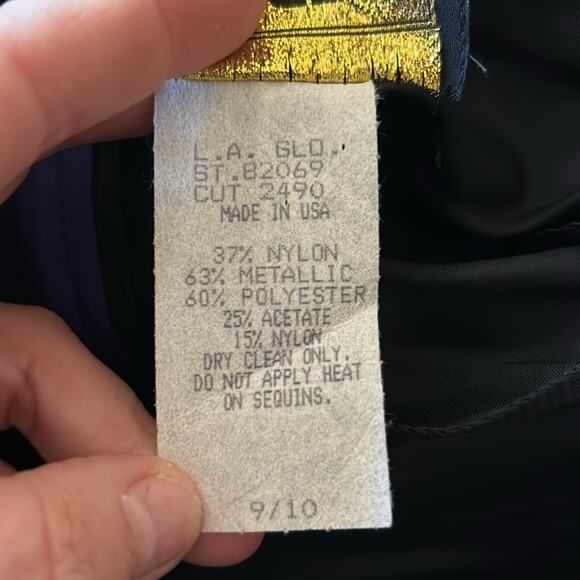 L.A. GLO.
ST.82069
CUT 2490
MADE IN USA
37% NYLON
63% METALLIC
60% POLYESTER
25% ACETATE
15% NYLON
DRY CLEAN ONLY.
DO NOT APPLY HEAT
ON SEQUINS.
9/10